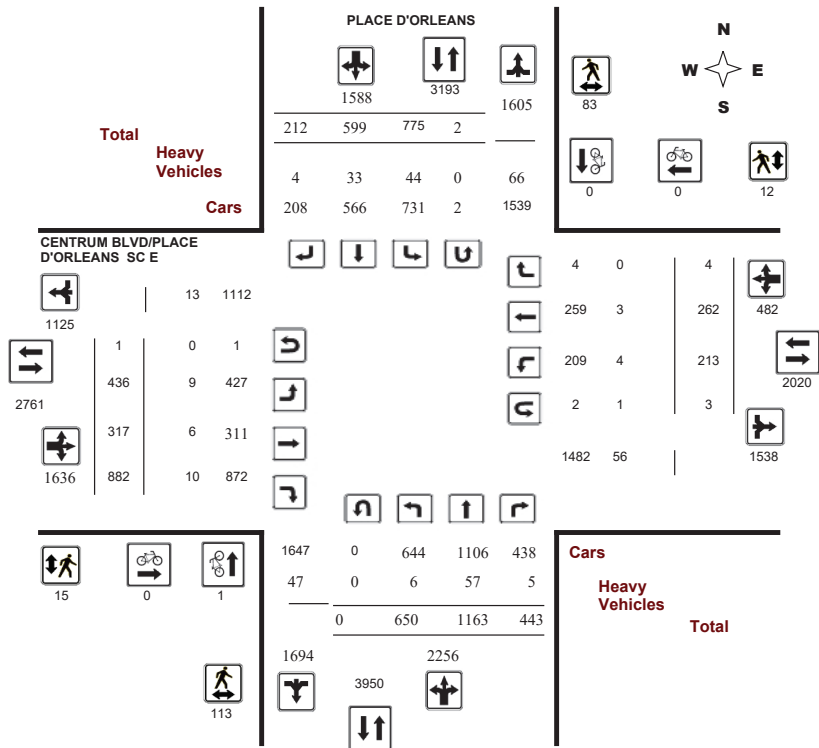 PLACE D'ORLEANS
N
W E
S
1588
3193
1605
83
212 599 775 2
Total
Heavy
Vehicles
4 33 44 0 66
0 0 12
Cars
208 566 731 2 1539
CENTRUM BLVD/PLACE
D'ORLEANS SC E
13 1112
1125
4 0 4
259 3 262 482
1 0 1
436 9 427
209 4 213
2020
2761
317 6 311
2 1 3
1636 882 10 872
1482 56 1538
1647 0 644 1106 438
Cars
47 0 6 57 5
Heavy
Vehicles
15 0 1
0 650 1163 443
Total
1694 2256
3950
113